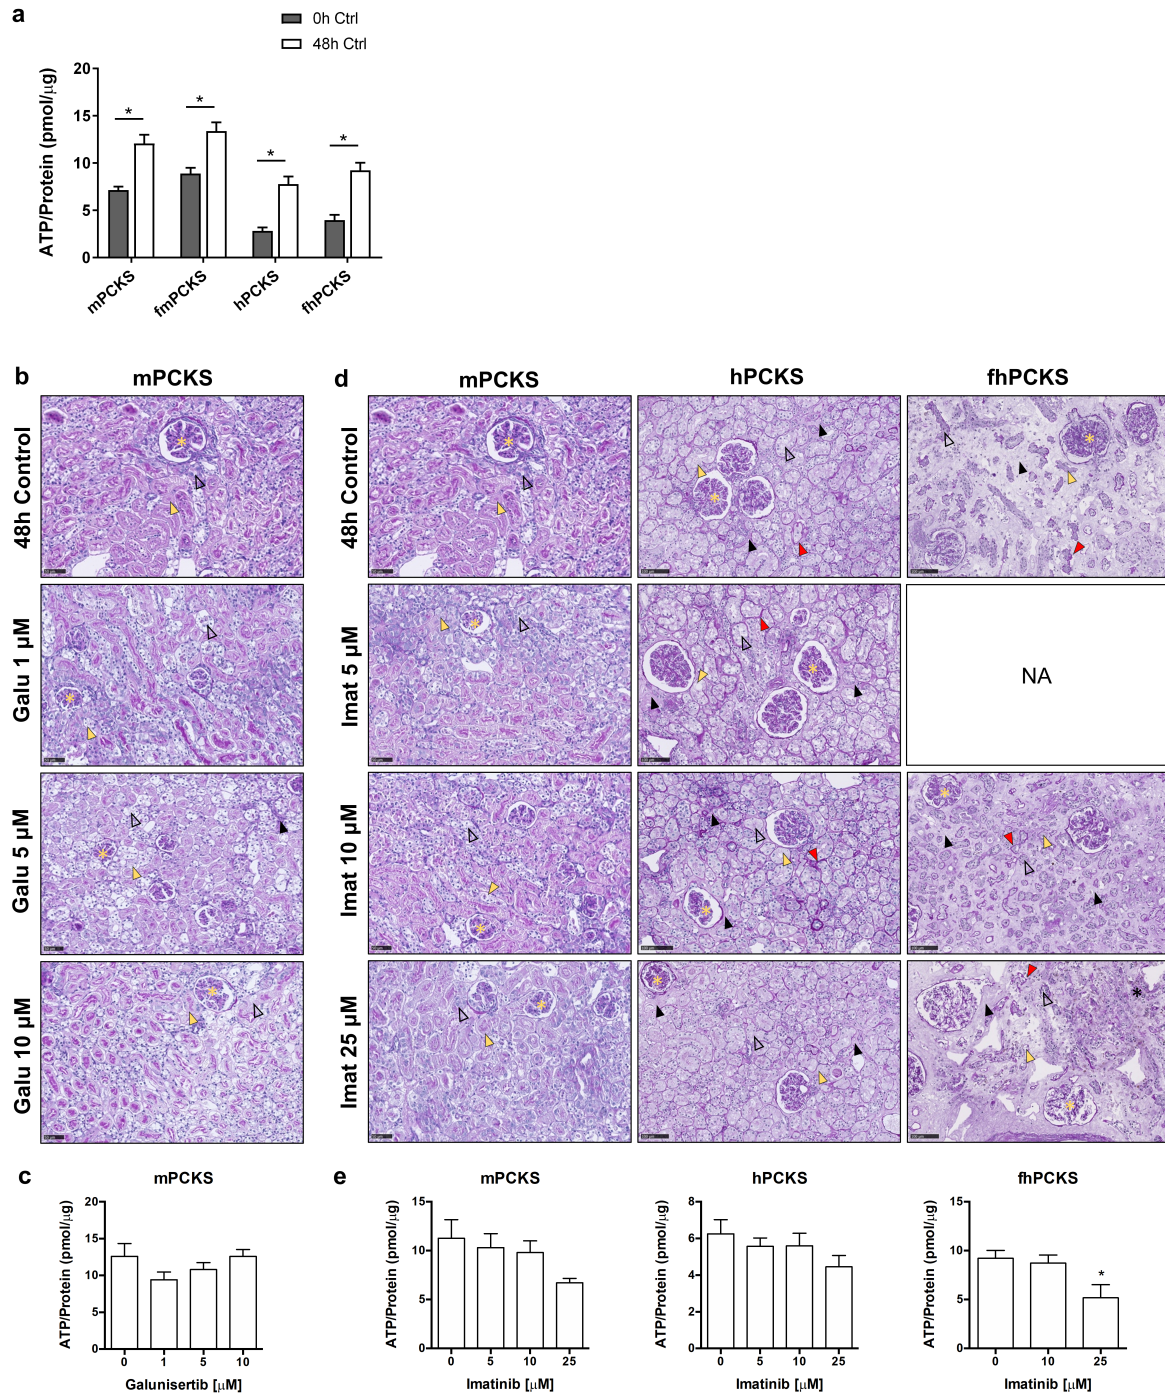 a
0h Ctrl
48h Ctrl
ATP/Protein (pmol/µg)
20
15
10
5
0
*
*
*
*
mPCKS
fmPCKS
hPCKS
fhPCKS
b
mPCKS
d
mPCKS
hPCKS
fhPCKS
48h Control
48h Control
Galu 1 µM
Imat 5 µM
NA
Galu 5 µM
Imat 10 µM
Galu 10 µM
Imat 25 µM
*
c
mPCKS
ATP/Protein (pmol/µg)
20
15
10
5
0
0 1 5 10
Galunisertib [µM]
e
mPCKS
ATP/Protein (pmol/µg)
15
10
5
0
0 5 10 25
Imatinib [µM]
hPCKS
ATP/Protein (pmol/µg)
8
6
4
2
0
0 5 10 25
Imatinib [µM]
fhPCKS
ATP/Protein (pmol/µg)
15
10
5
0
*
0 10 25
Imatinib [µM]